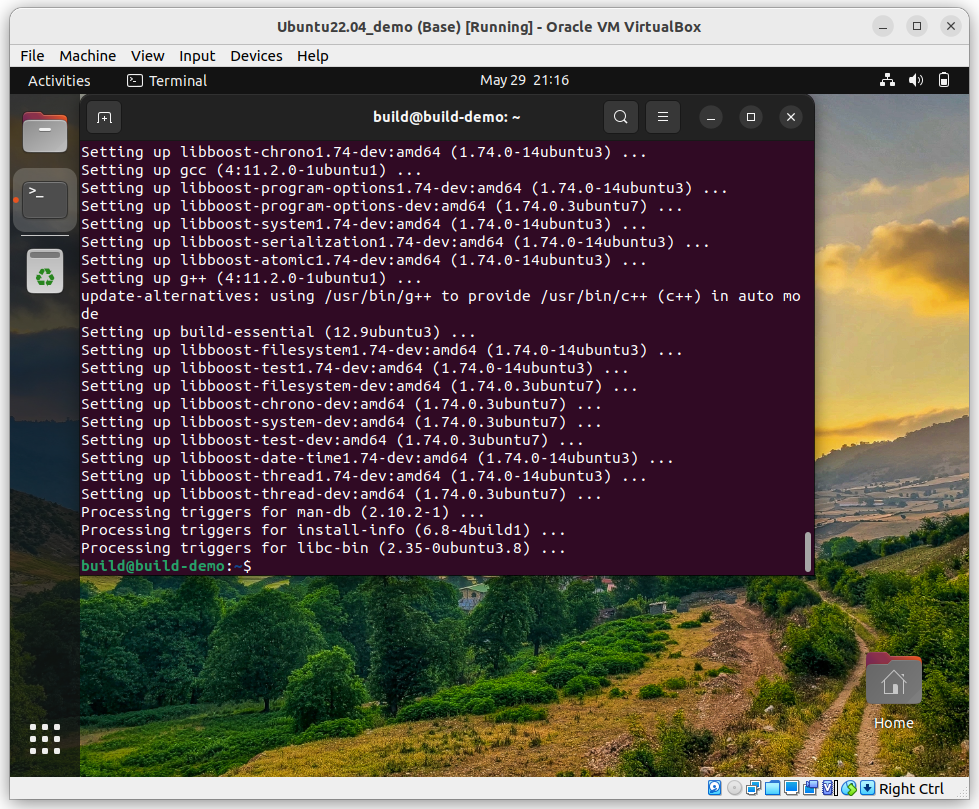 Ubuntu22.04_demo (Base) [Running] - Oracle VM VirtualBox
File Machine View Input Devices Help
Activities Terminal May 29 21:16
build@build-demo: ~
Setting up libboost-chrono1.74-dev:amd64 (1.74.0-14ubuntu3) ...
Setting up gcc (4:11.2.0-1ubuntu1) ...
Setting up libboost-program-options1.74-dev:amd64 (1.74.0-14ubuntu3) ...
Setting up libboost-program-options-dev:amd64 (1.74.0.3ubuntu7) ...
Setting up libboost-system1.74-dev:amd64 (1.74.0-14ubuntu3) ...
Setting up libboost-serialization1.74-dev:amd64 (1.74.0-14ubuntu3) ...
Setting up libboost-atomic1.74-dev:amd64 (1.74.0-14ubuntu3) ...
Setting up g++ (4:11.2.0-1ubuntu1) ...
update-alternatives: using /usr/bin/g++ to provide /usr/bin/c++ (c++) in auto mo
de
Setting up build-essential (12.9ubuntu3) ...
Setting up libboost-filesystem1.74-dev:amd64 (1.74.0-14ubuntu3) ...
Setting up libboost-test1.74-dev:amd64 (1.74.0-14ubuntu3) ...
Setting up libboost-filesystem-dev:amd64 (1.74.0.3ubuntu7) ...
Setting up libboost-chrono-dev:amd64 (1.74.0.3ubuntu7) ...
Setting up libboost-system-dev:amd64 (1.74.0.3ubuntu7) ...
Setting up libboost-test-dev:amd64 (1.74.0.3ubuntu7) ...
Setting up libboost-date-time1.74-dev:amd64 (1.74.0-14ubuntu3) ...
Setting up libboost-thread1.74-dev:amd64 (1.74.0-14ubuntu3) ...
Setting up libboost-thread-dev:amd64 (1.74.0.3ubuntu7) ...
Processing triggers for man-db (2.10.2-1) ...
Processing triggers for install-info (6.8-4build1) ...
Processing triggers for libc-bin (2.35-0ubuntu3.8) ...
build@build-demo:~$
Home
Right Ctrl